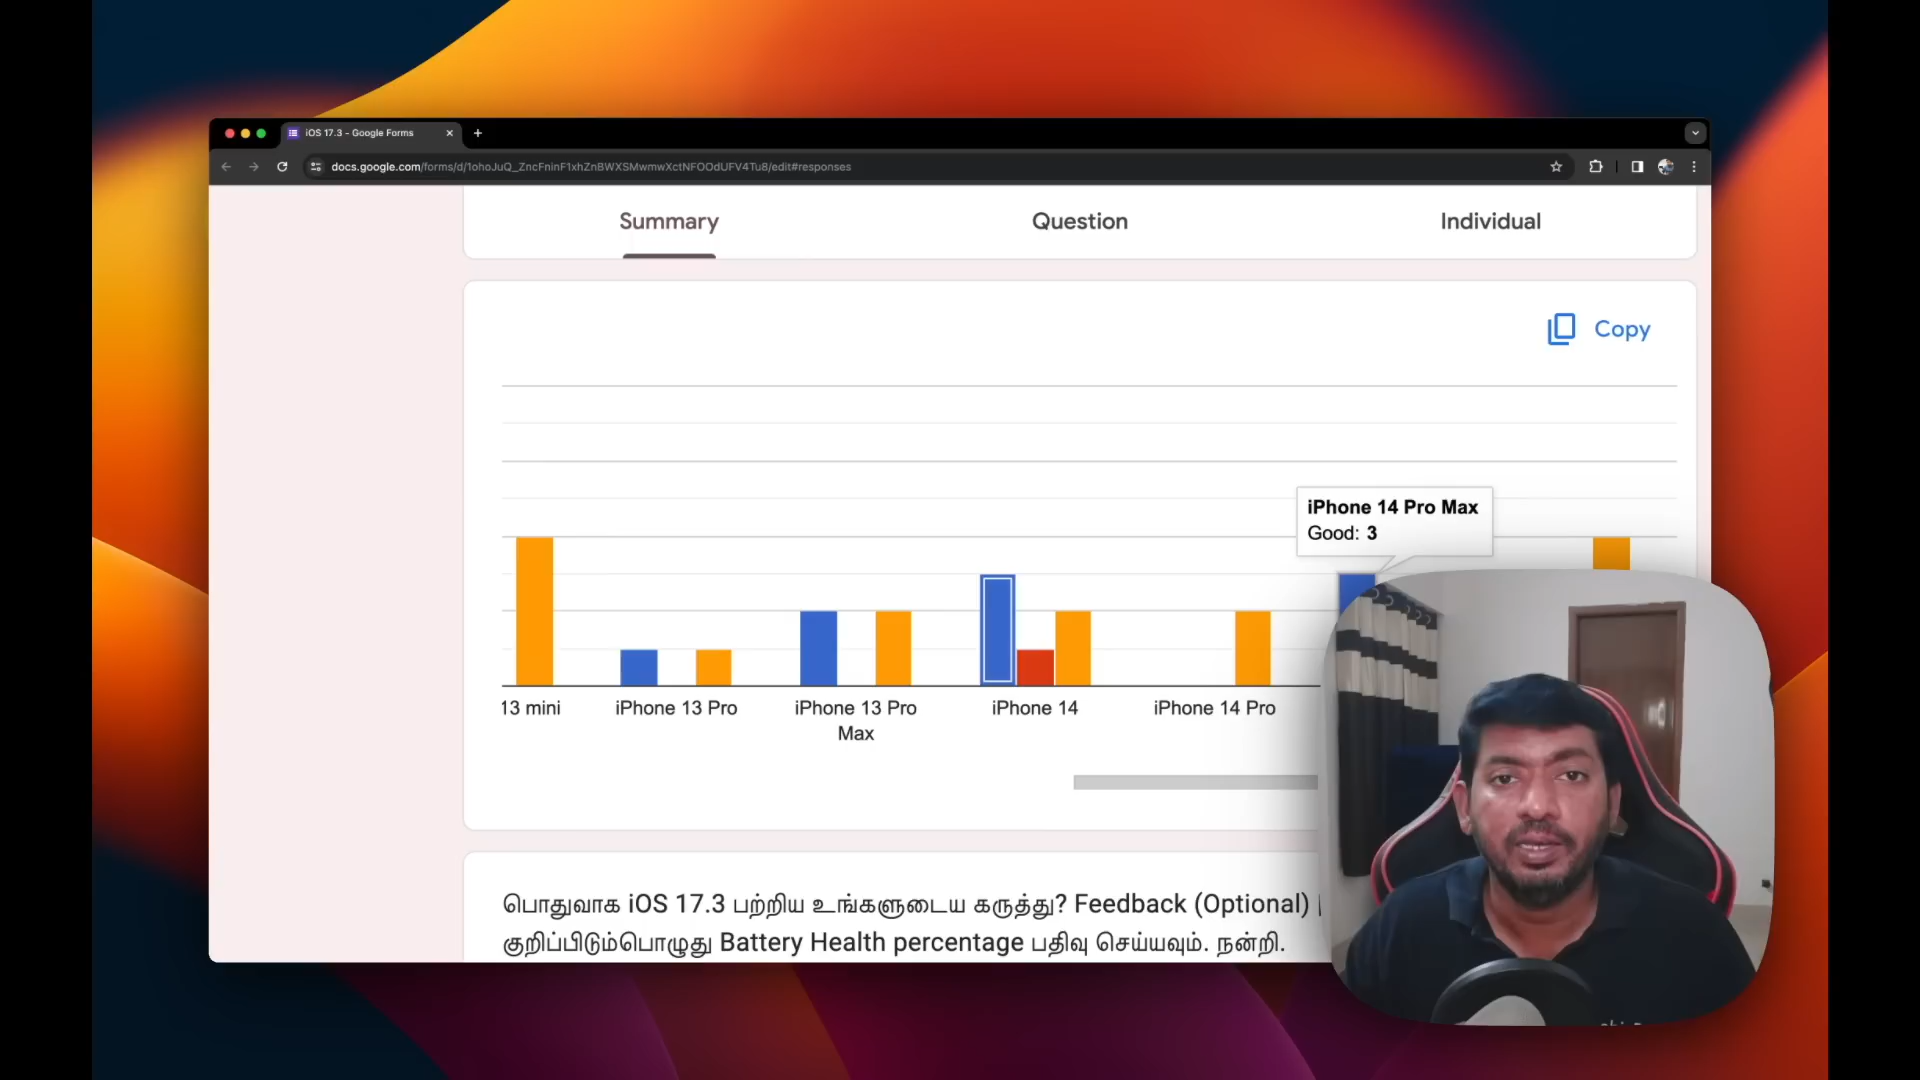 iOS 17.3 - Google Forms
docs.google.com/forms/d/1ohoJuQ_ZncFninF1xhZnBWXSMwmwXctNFOOdUFV4Tu8/edit#responses
Summary
Question
Individual
Copy
iPhone 14 Pro Max
Good: 3
13 mini
iPhone 13 Pro
iPhone 13 Pro
Max
iPhone 14
iPhone 14 Pro
பொதுவாக iOS 17.3 பற்றிய உங்களுடைய கருத்து? Feedback (Optional)
குறிப்பிடும்பொழுது Battery Health percentage பதிவு செய்யவும். நன்றி.